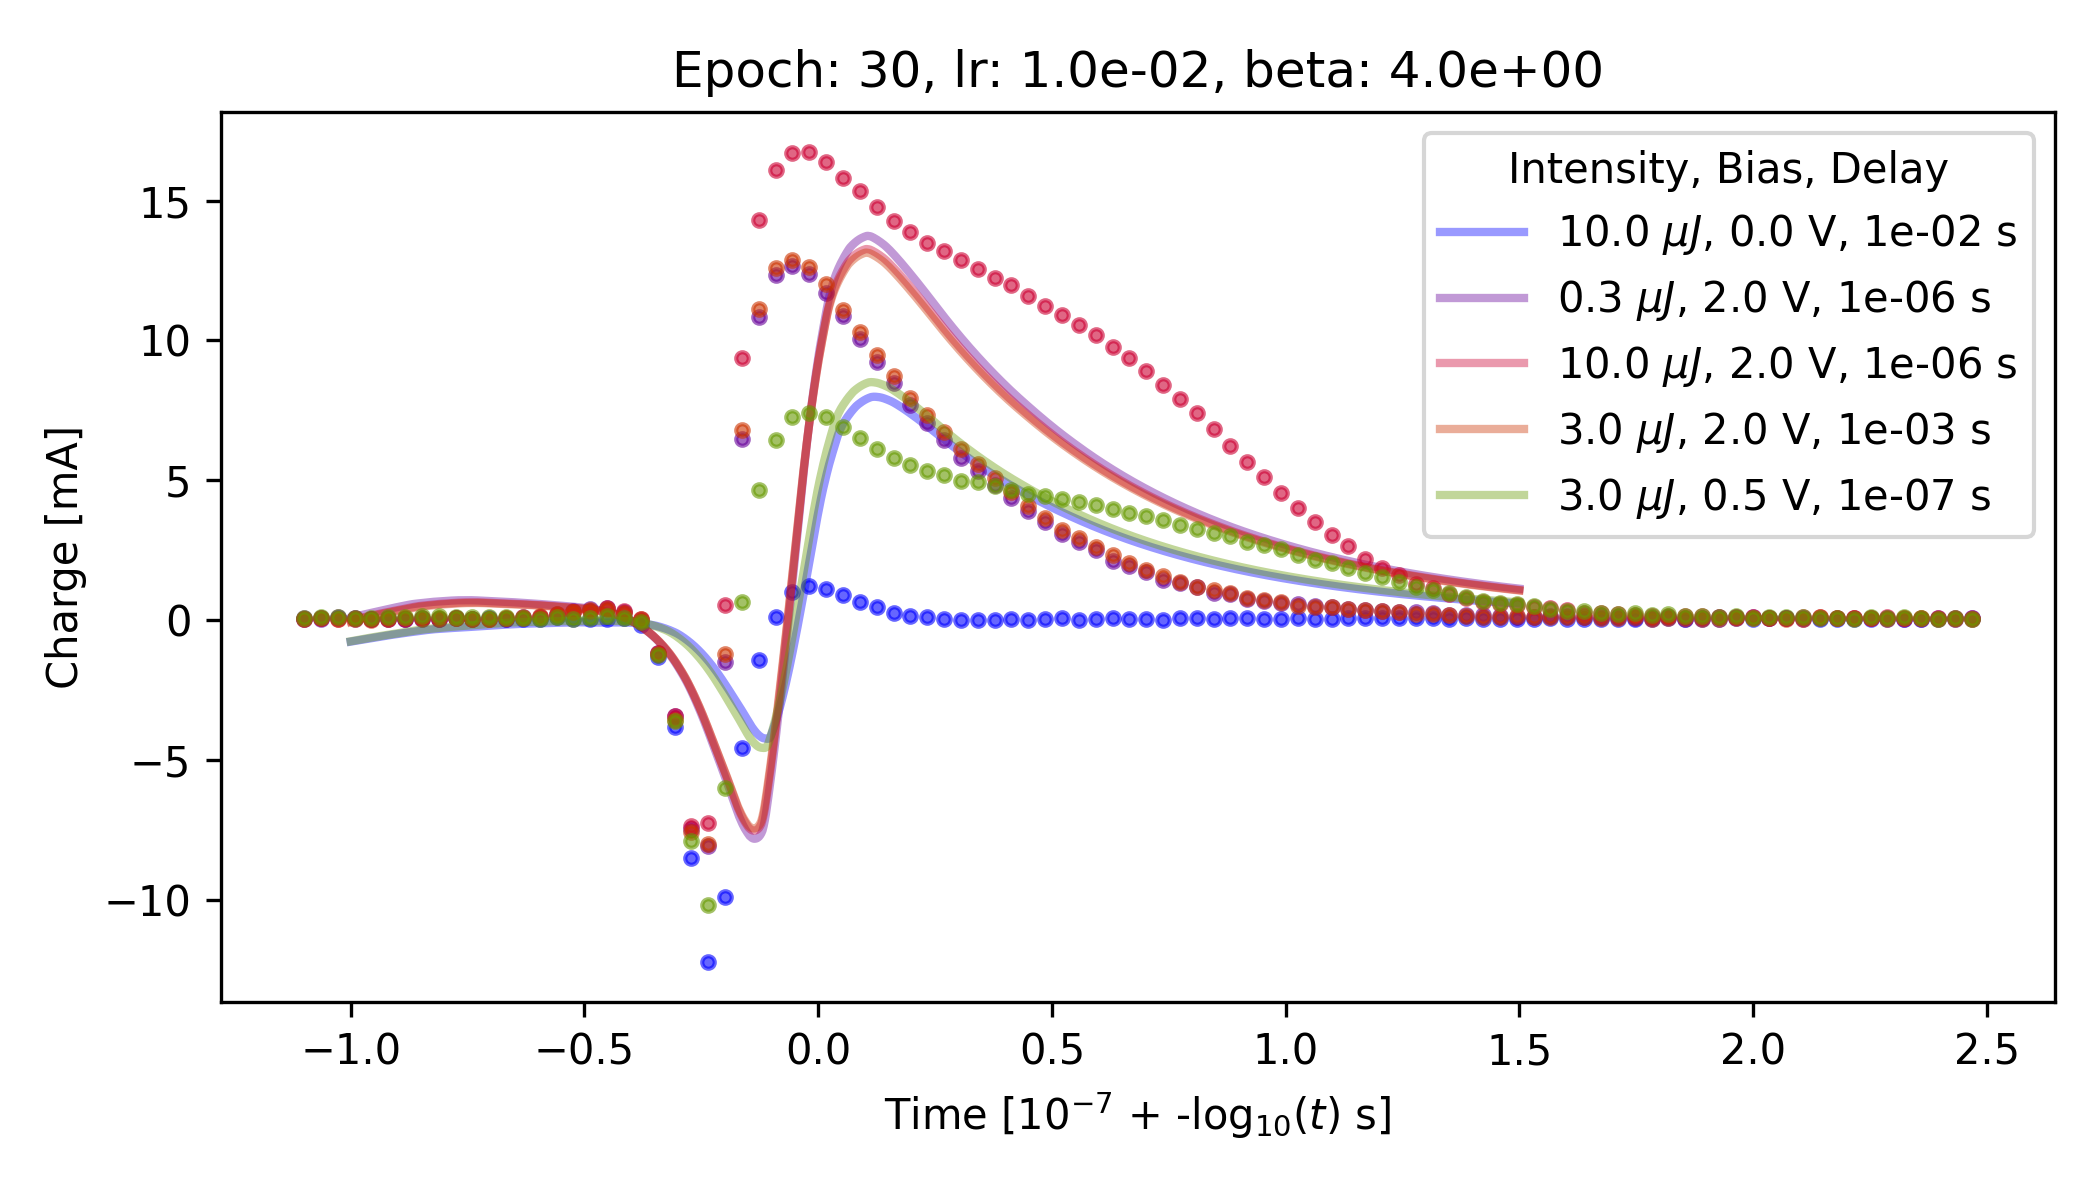 Epoch: 30, lr: 1.0e-02, beta: 4.0e+00
Charge [mA]
15
10
5
0
−5
−10
Intensity, Bias, Delay
10.0 μJ, 0.0 V, 1e-02 s
0.3 μJ, 2.0 V, 1e-06 s
10.0 μJ, 2.0 V, 1e-06 s
3.0 μJ, 2.0 V, 1e-03 s
3.0 μJ, 0.5 V, 1e-07 s
−1.0 −0.5 0.0 0.5 1.0 1.5 2.0 2.5
Time [10⁻⁷ + -log₁₀(t) s]